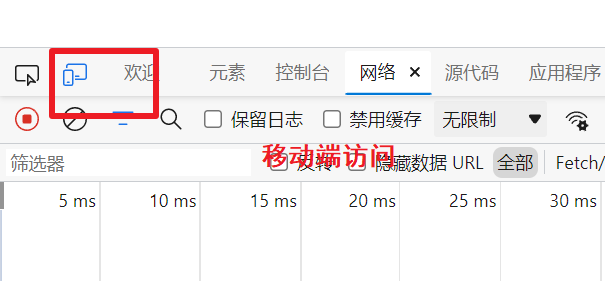 欢迎 元素 控制台 网络 × 源代码 应用程序
保留日志 禁用缓存 无限制
移动端访问
筛选器 反转 隐藏数据 URL 全部 Fetch/
5 ms 10 ms 15 ms 20 ms 25 ms 30 ms